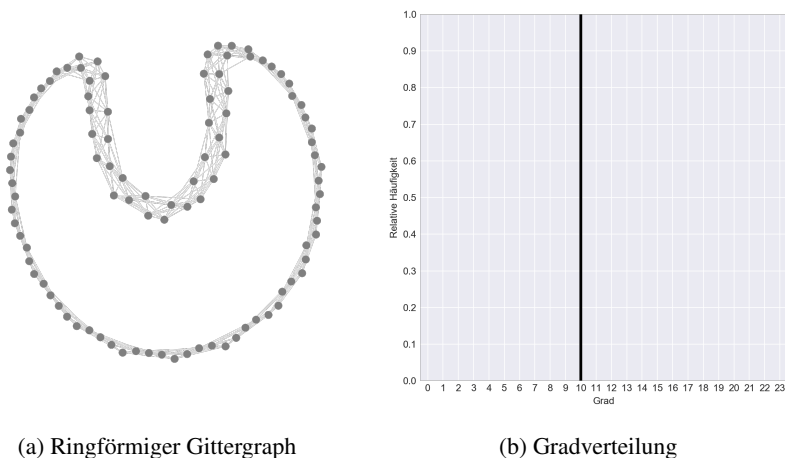 1.0
0.9
0.8
0.7
0.6
0.5
0.4
0.3
0.2
0.1
0.0
Relative Häufigkeit
0 1 2 3 4 5 6 7 8 9 10 11 12 13 14 15 16 17 18 19 20 21 22 23
Grad
(a) Ringförmiger Gittergraph
(b) Gradverteilung